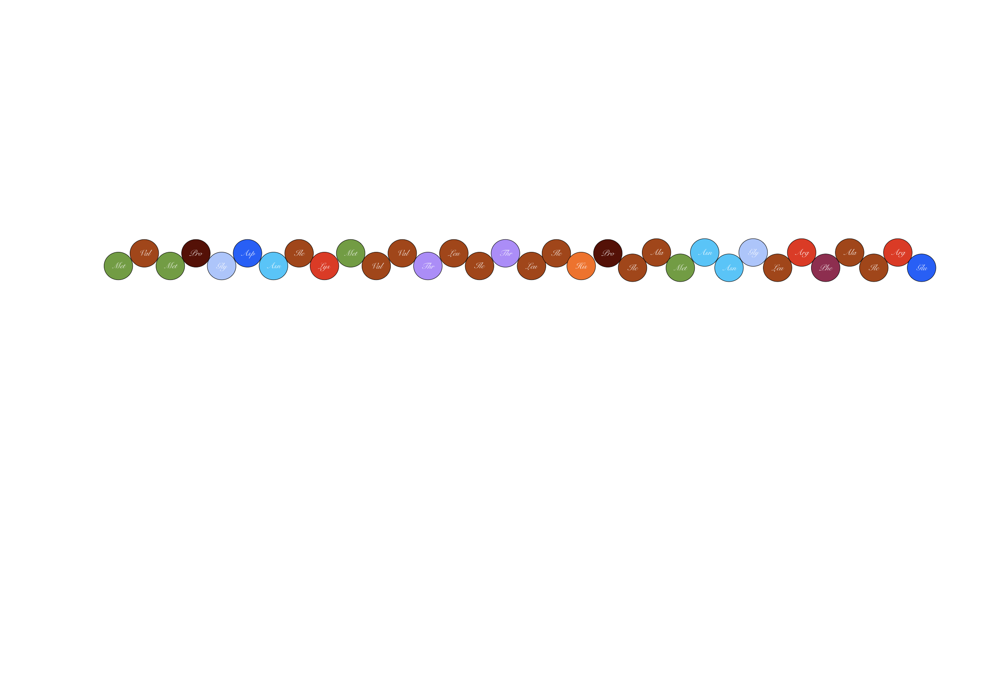 Met Val Met Pro Gly Asp Asn Ile Lys Met Val Val Thr Leu Ile Thr Leu Ile His Pro Ile Ala Met Asn Asn Gly Leu Arg Phe Ala Ile Arg Glu